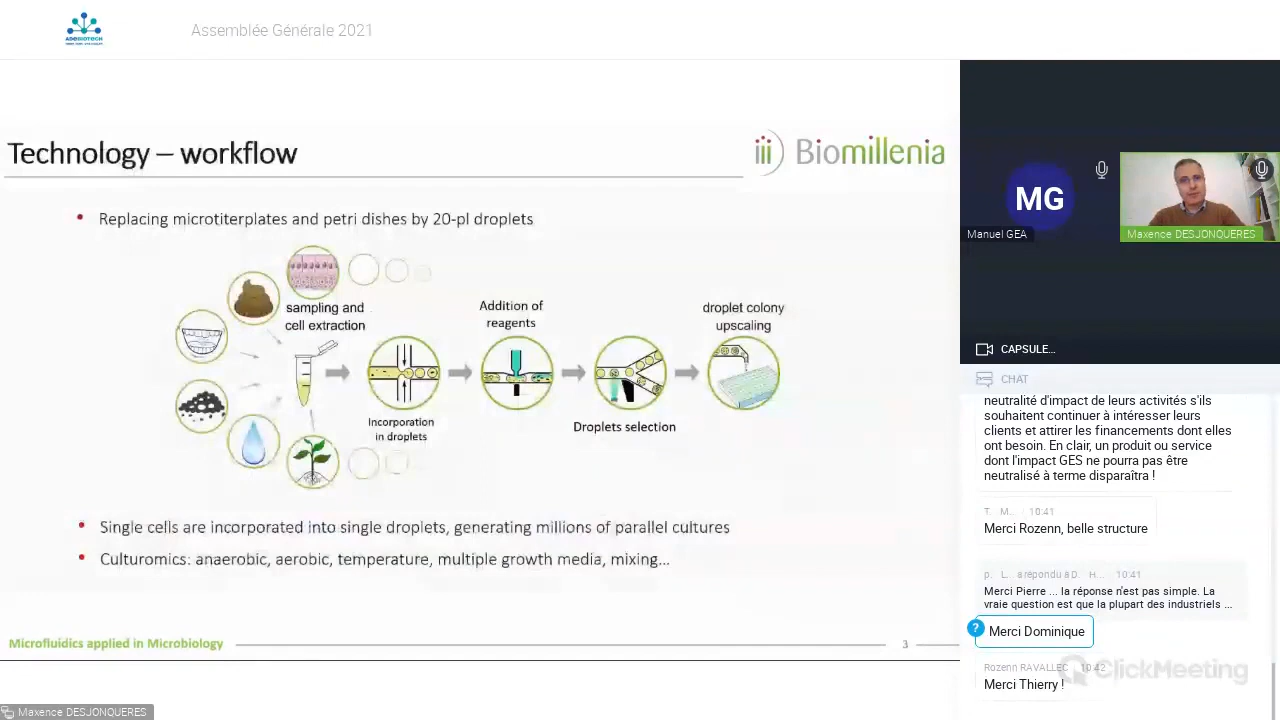 ADEBIOTECH
Assemblée Générale 2021
Technology – workflow
Biomillenia
Replacing microtiterplates and petri dishes by 20-pl droplets
sampling and
cell extraction
Addition of
reagents
droplet colony
upscaling
Incorporation
in droplets
Droplets selection
Single cells are incorporated into single droplets, generating millions of parallel cultures
Culturomics: anaerobic, aerobic, temperature, multiple growth media, mixing...
Microfluidics applied in Microbiology
3
Maxence DESJONQUERES
MG
Manuel GEA
Maxence DESJONQUERES
CAPSULE...
CHAT
neutralité d'impact de leurs activités s'ils
souhaitent continuer à intéresser leurs
clients et attirer les financements dont elles
ont besoin. En clair, un produit ou service
dont l'impact GES ne pourra pas être
neutralisé à terme disparaîtra !
T. M... 10:41
Merci Rozenn, belle structure
p. L... a répondu à D. H... 10:41
Merci Pierre ... la réponse n'est pas simple. La
vraie question est que la plupart des industriels ...
?
Merci Dominique
Rozenn RAVALLEC 10:42
Merci Thierry !
ClickMeeting